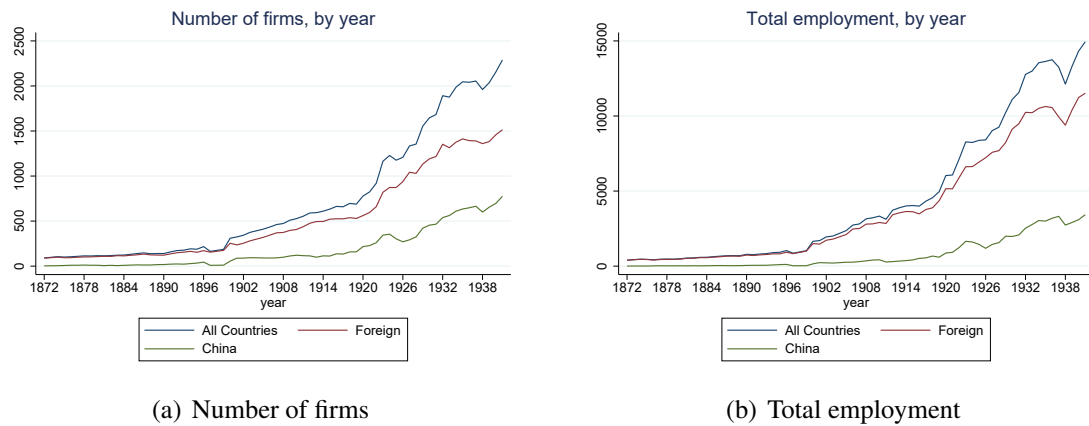 Number of firms, by year
2500
2000
1500
1000
500
0
1872 1878 1884 1890 1896 1902 1908 1914 1920 1926 1932 1938
year
All Countries Foreign
China
(a) Number of firms
Total employment, by year
15000
10000
5000
0
1872 1878 1884 1890 1896 1902 1908 1914 1920 1926 1932 1938
year
All Countries Foreign
China
(b) Total employment